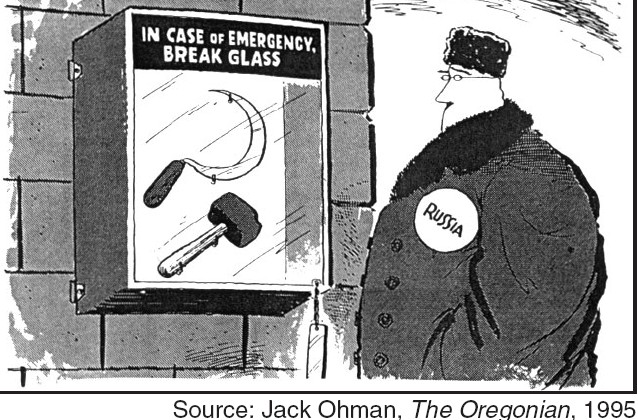 IN CASE OF EMERGENCY,
BREAK GLASS
RUSSIA
Source: Jack Ohman, The Oregonian, 1995